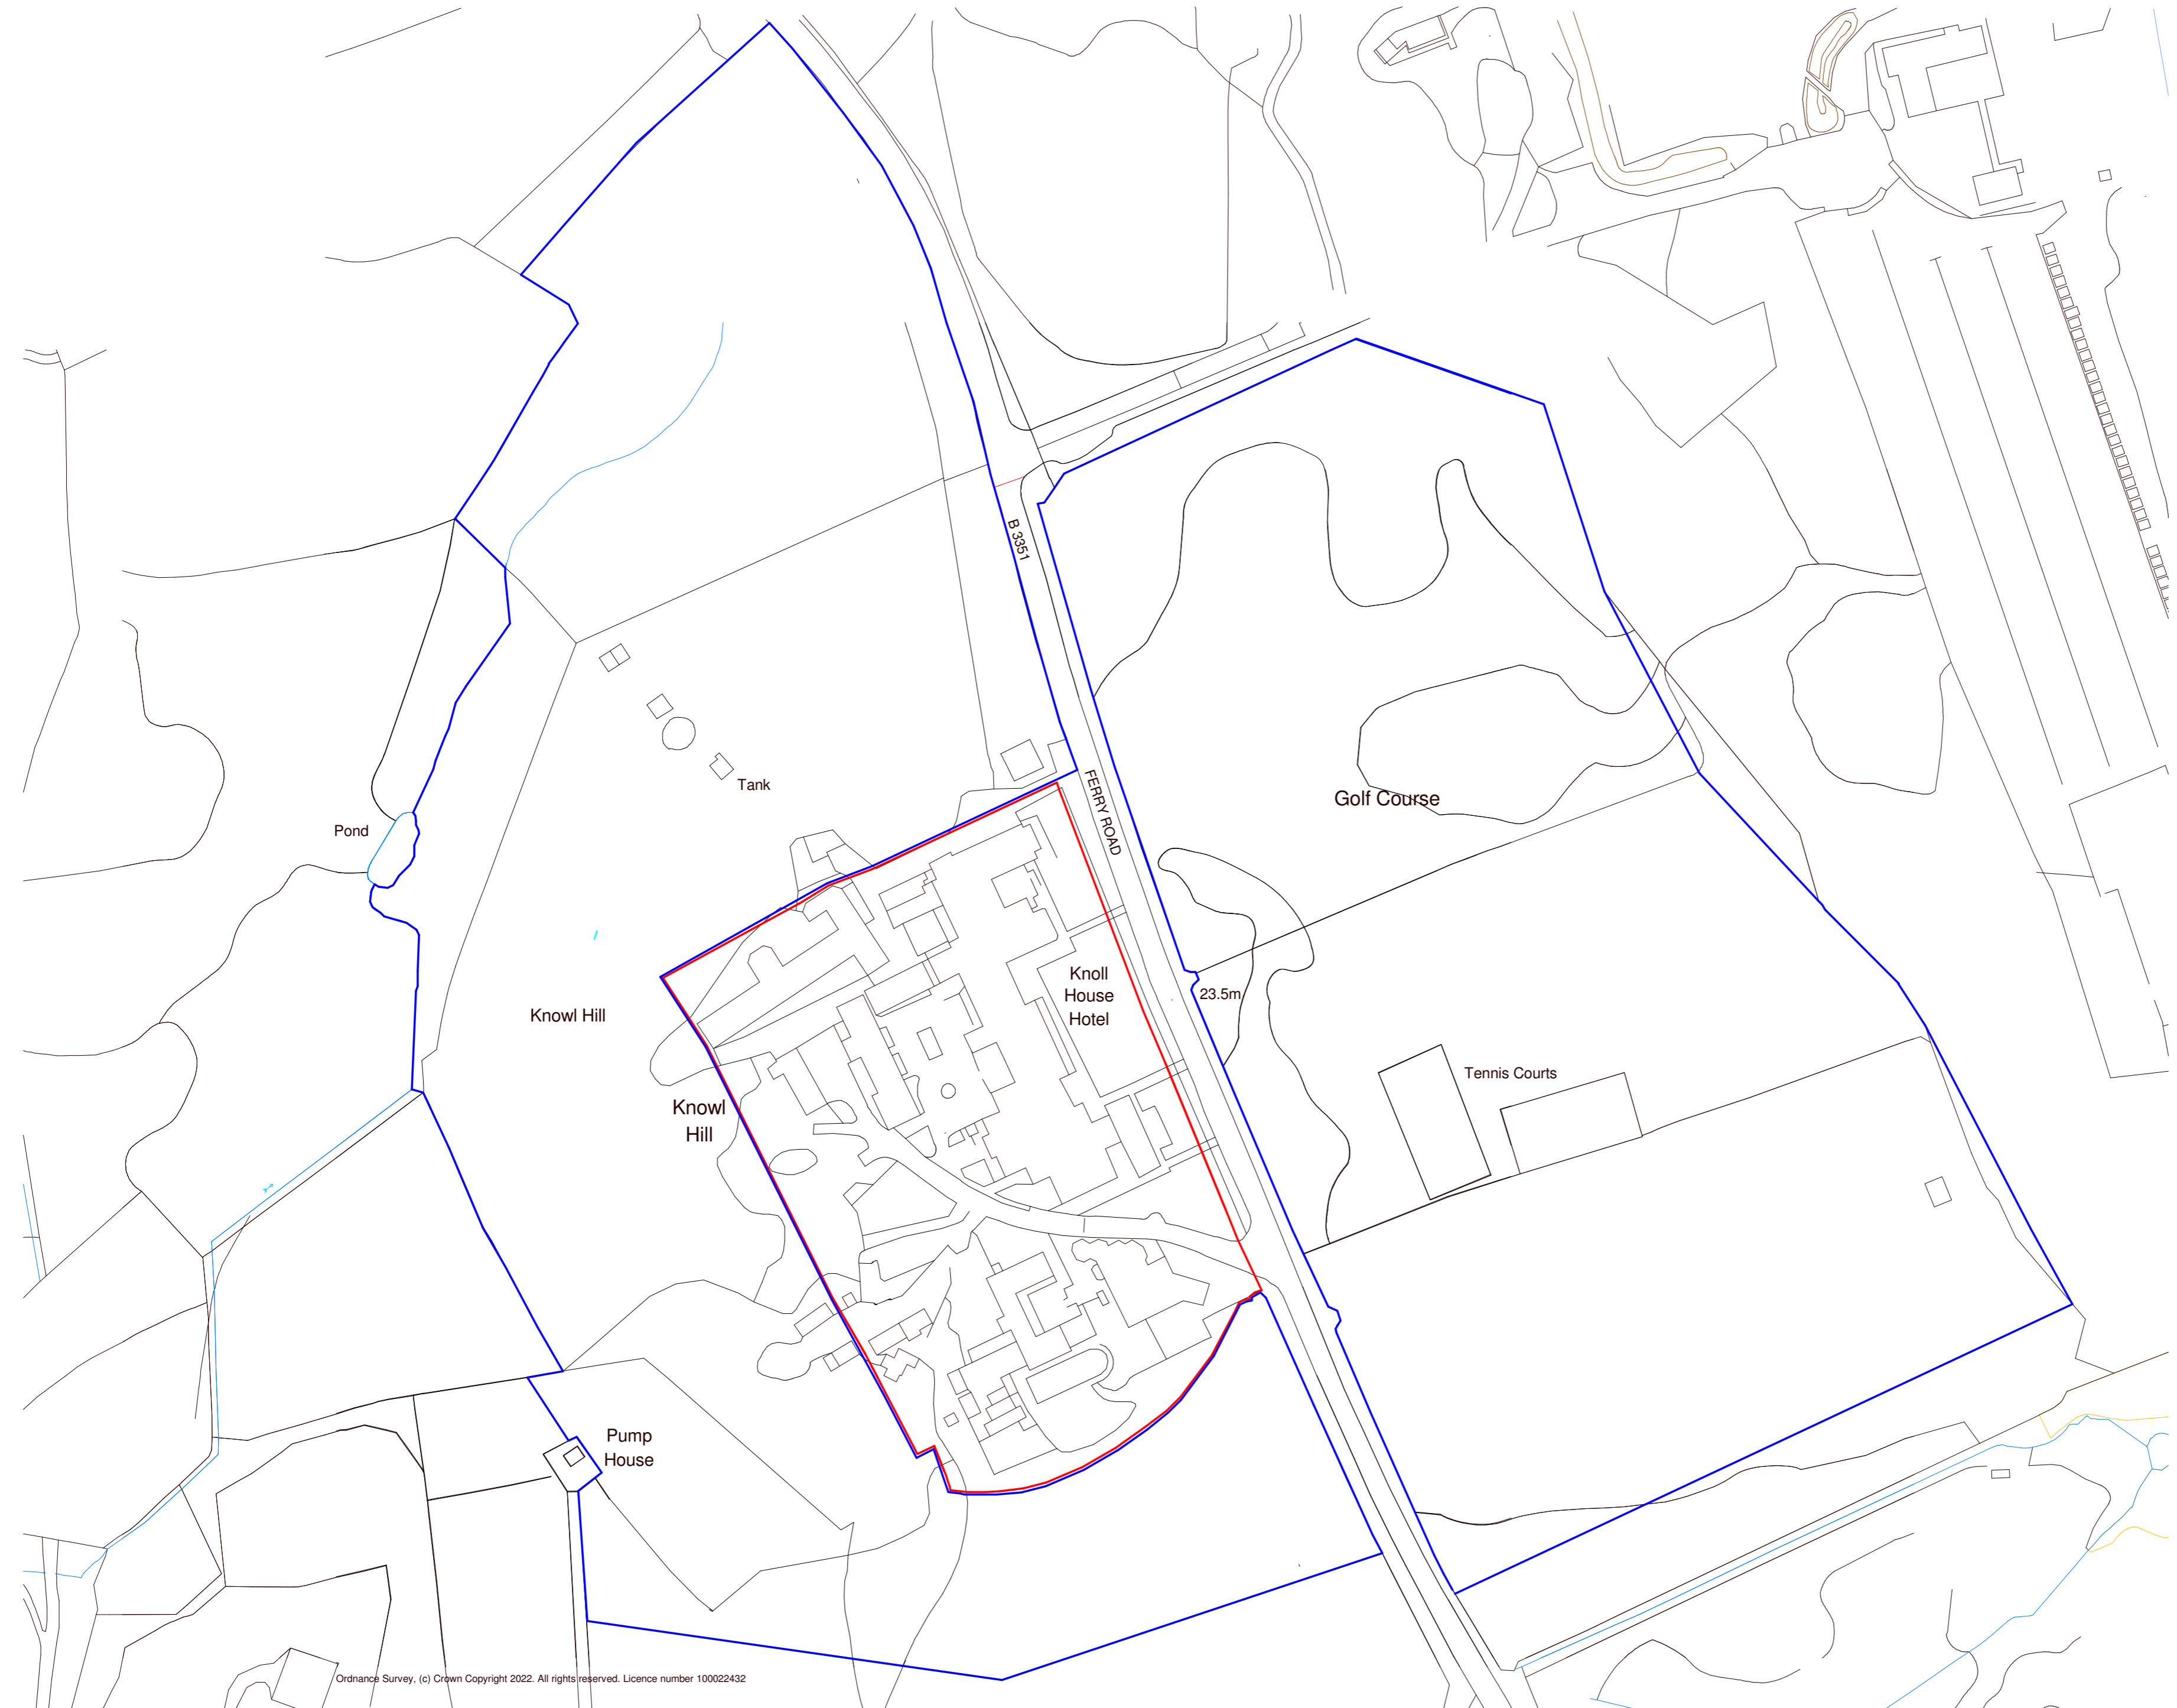 B 3351
Tank
FERRY ROAD
Golf Course
Pond
Knoll
House
Hotel
23.5m
Knowl Hill
Tennis Courts
Knowl
Hill
Pump
House
Ordnance Survey, (c) Crown Copyright 2022. All rights reserved. Licence number 100022432